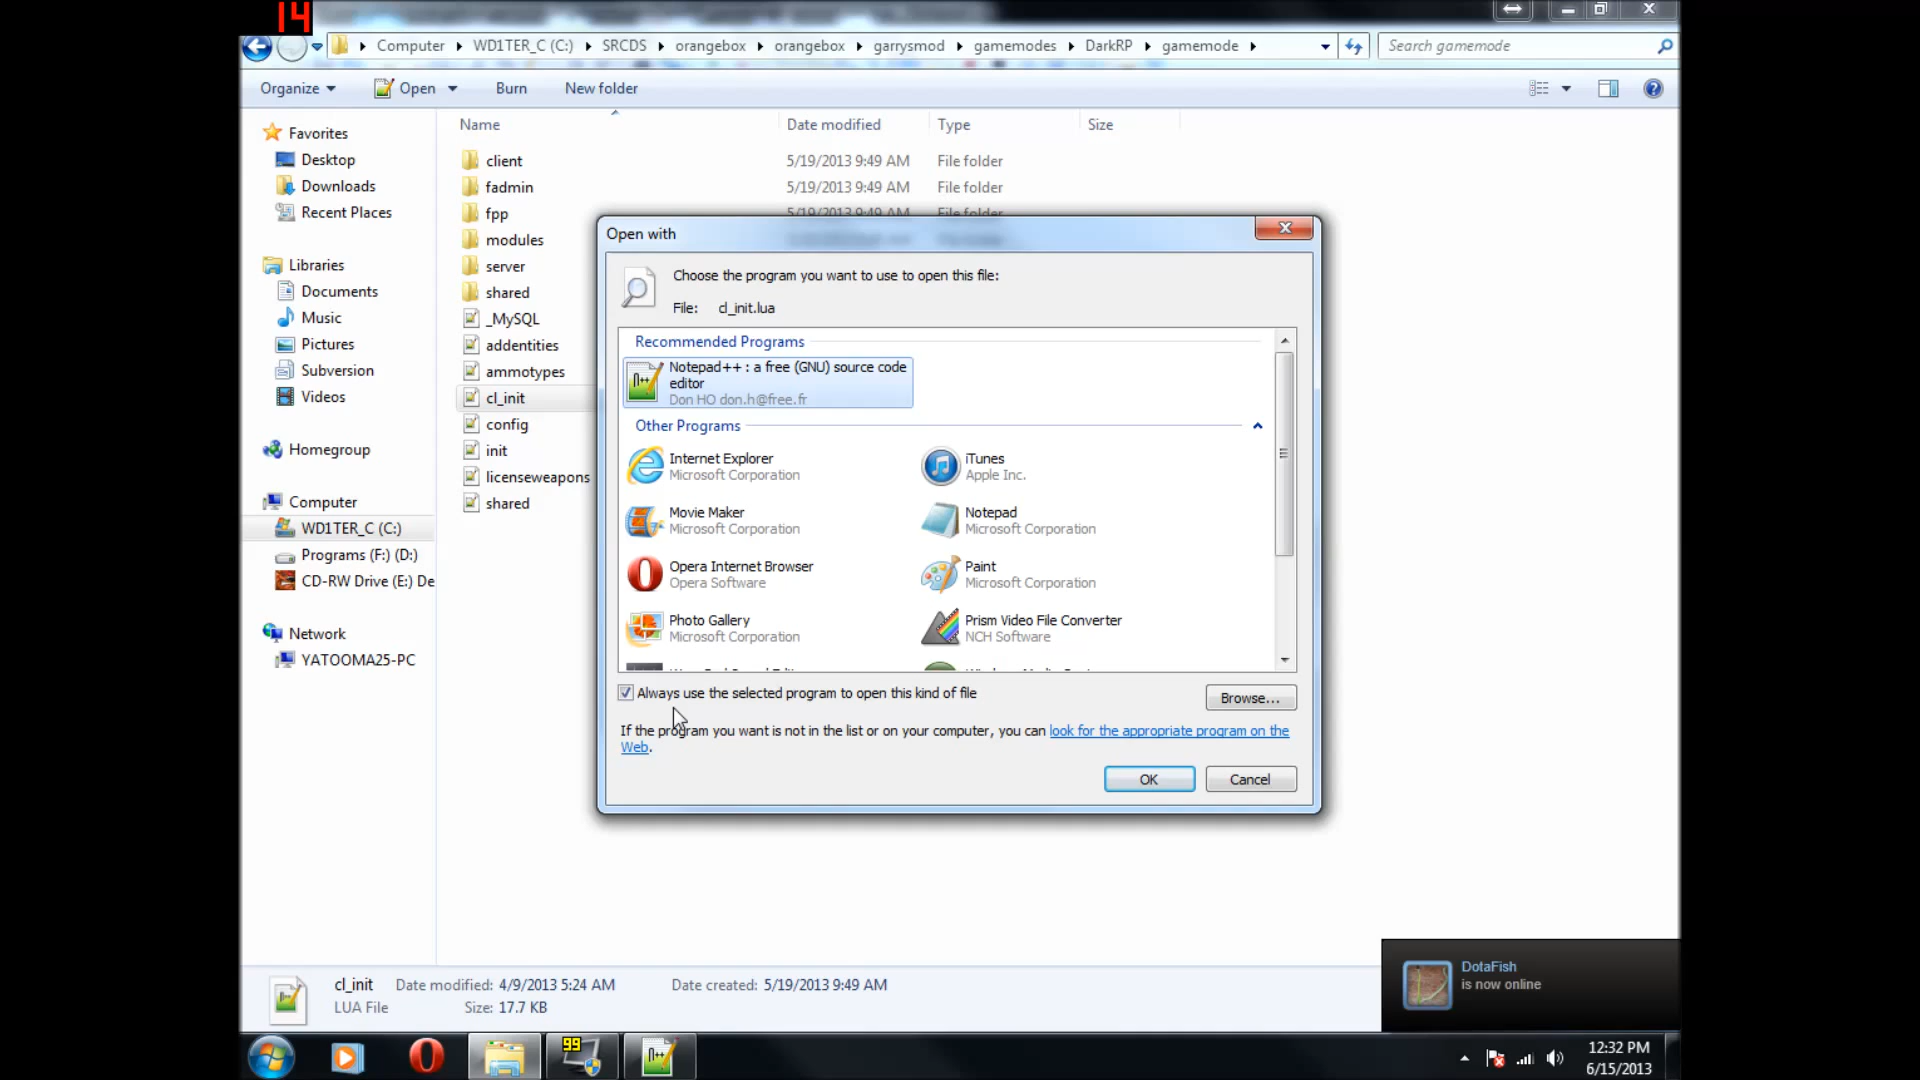 14
Computer WD1TER_C (C:) SRCDS orangebox orangebox garrysmod gamemodes DarkRP gamemode
Search gamemode
Organize Open Burn New folder
Name Date modified Type Size
Favorites
Desktop
Downloads
Recent Places
Libraries
Documents
Music
Pictures
Subversion
Videos
Homegroup
Computer
WD1TER_C (C:)
Programs (F:) (D:)
CD-RW Drive (E:) De
Network
YATOOMA25-PC
client 5/19/2013 9:49 AM File folder
fadmin 5/19/2013 9:49 AM File folder
fpp 5/19/2013 9:49 AM File folder
modules
server
shared
_MySQL
addentities
ammotypes
cl_init
config
init
licenseweapons
shared
Open with
Choose the program you want to use to open this file:
File: cl_init.lua
Recommended Programs
Notepad++ : a free (GNU) source code
editor
Don HO don.h@free.fr
Other Programs
Internet Explorer
Microsoft Corporation
iTunes
Apple Inc.
Movie Maker
Microsoft Corporation
Notepad
Microsoft Corporation
Opera Internet Browser
Opera Software
Paint
Microsoft Corporation
Photo Gallery
Microsoft Corporation
Prism Video File Converter
NCH Software
Always use the selected program to open this kind of file
Browse...
If the program you want is not in the list or on your computer, you can look for the appropriate program on the
Web.
OK Cancel
cl_init Date modified: 4/9/2013 5:24 AM Date created: 5/19/2013 9:49 AM
LUA File Size: 17.7 KB
DotaFish
is now online
99
12:32 PM
6/15/2013